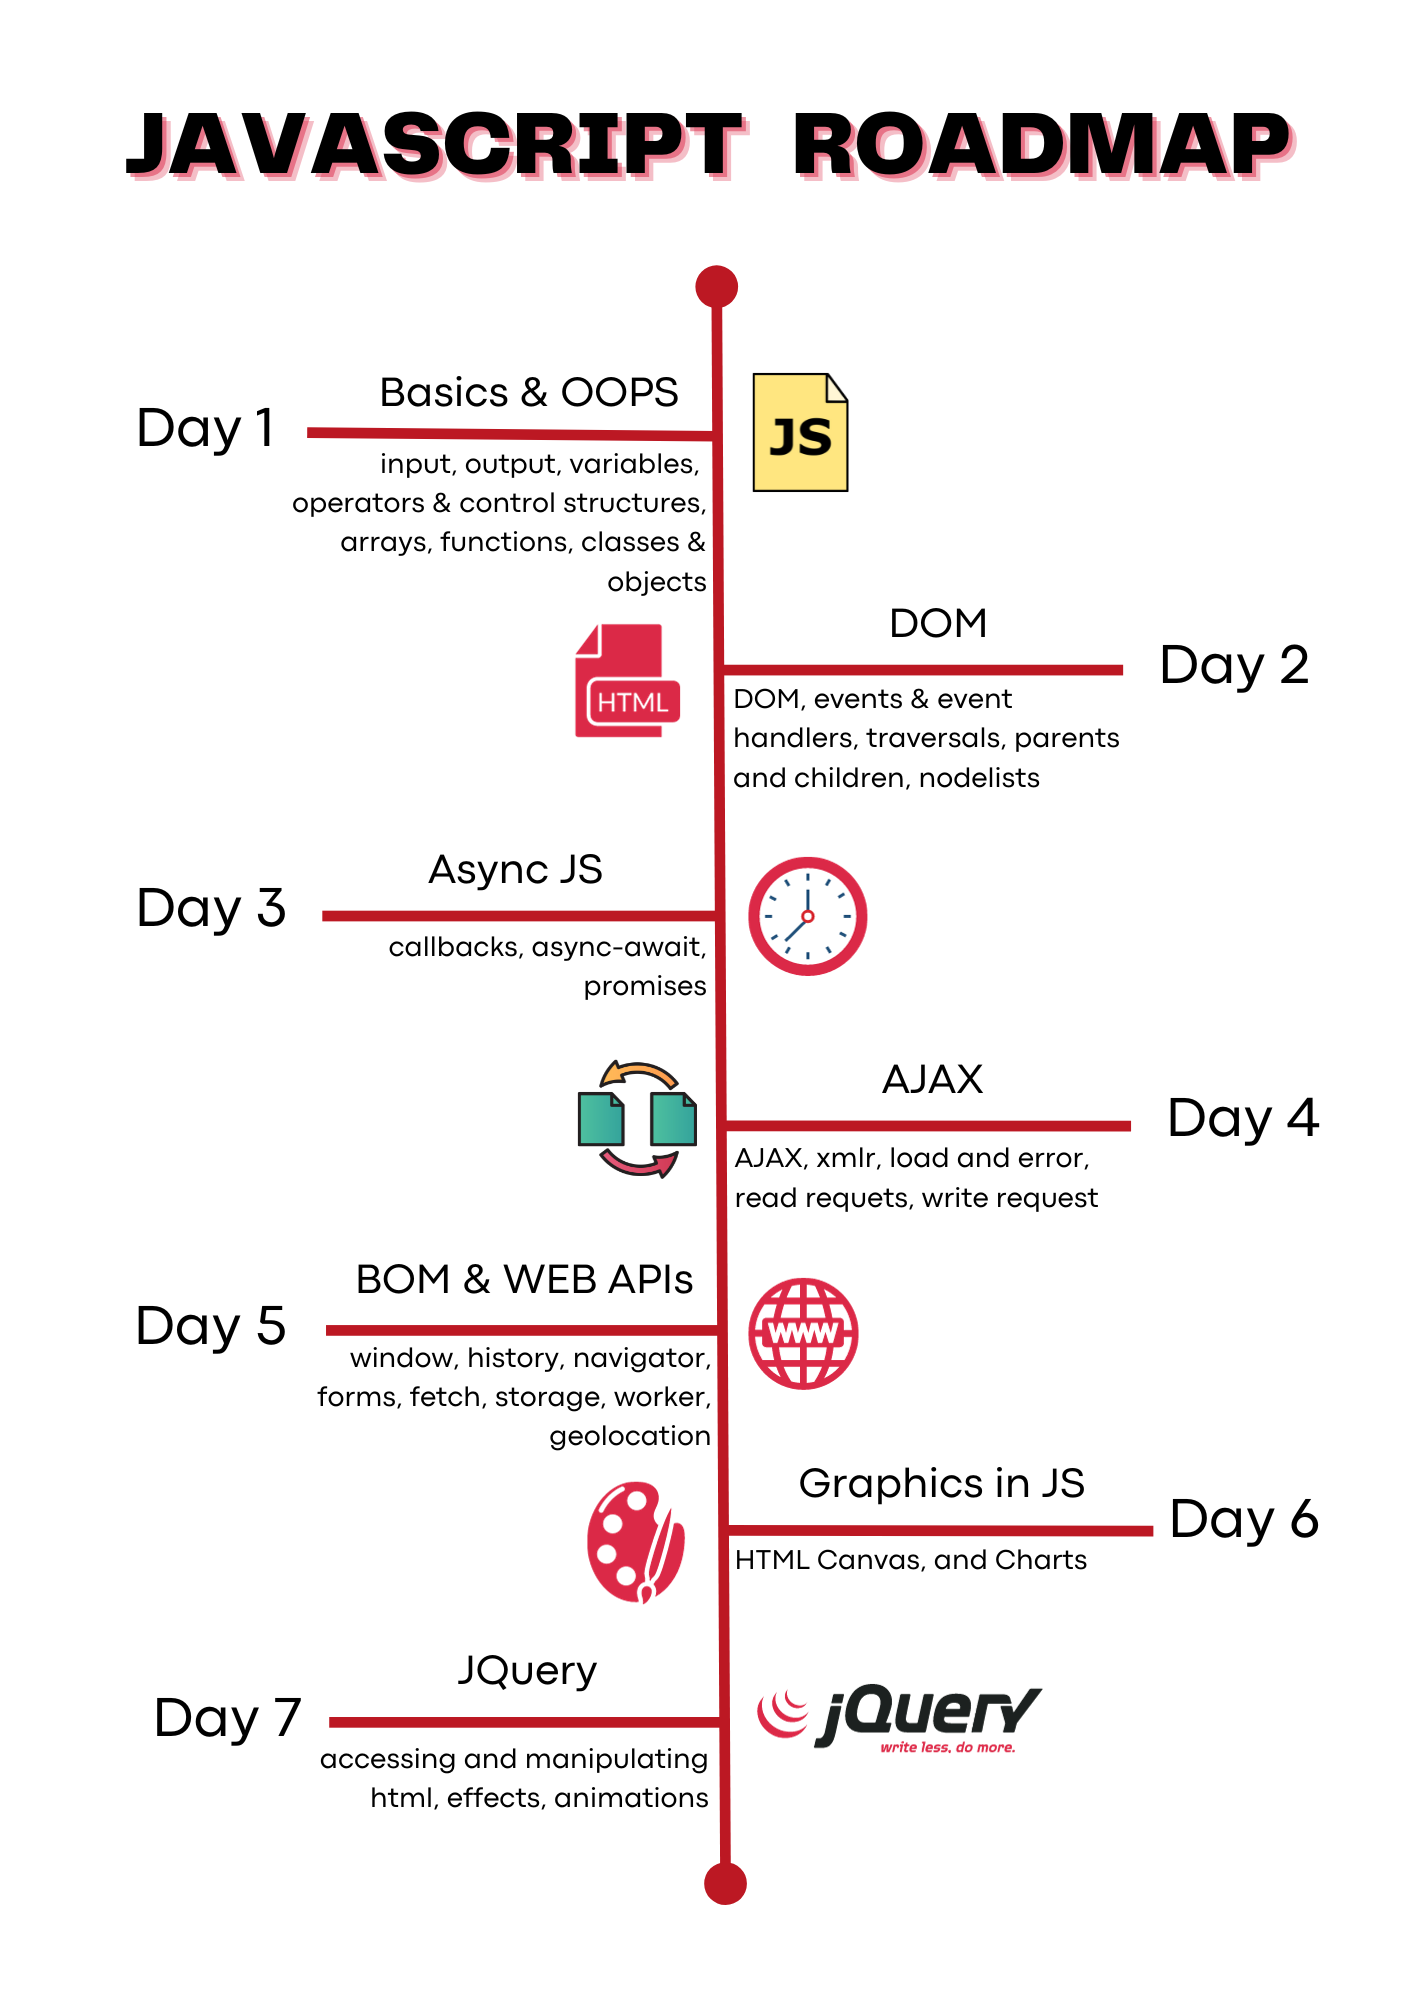 JAVASCRIPT ROADMAP
Day 1
Basics & OOPS
input, output, variables,
operators & control structures,
arrays, functions, classes &
objects
JS
HTML
DOM
Day 2
DOM, events & event
handlers, traversals, parents
and children, nodelists
Day 3
Async JS
callbacks, async-await,
promises
AJAX
Day 4
AJAX, xmlr, load and error,
read requets, write request
Day 5
BOM & WEB APIs
window, history, navigator,
forms, fetch, storage, worker,
geolocation
WWW
Graphics in JS
Day 6
HTML Canvas, and Charts
Day 7
JQuery
accessing and manipulating
html, effects, animations
jQuery
write less, do more.